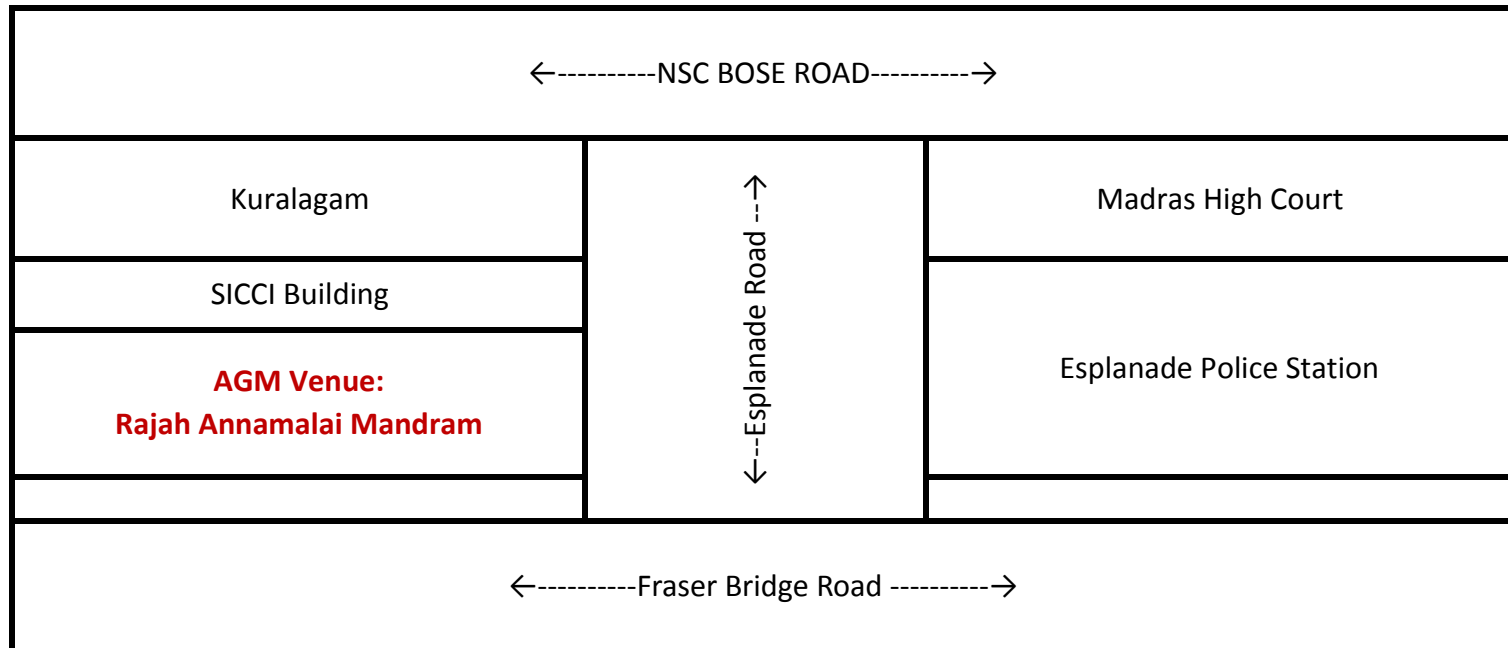 ←----------NSC BOSE ROAD----------→
Kuralagam
Madras High Court
SICCI Building
AGM Venue:
Rajah Annamalai Mandram
←---Esplanade Road ---→
Esplanade Police Station
←----------Fraser Bridge Road ----------→